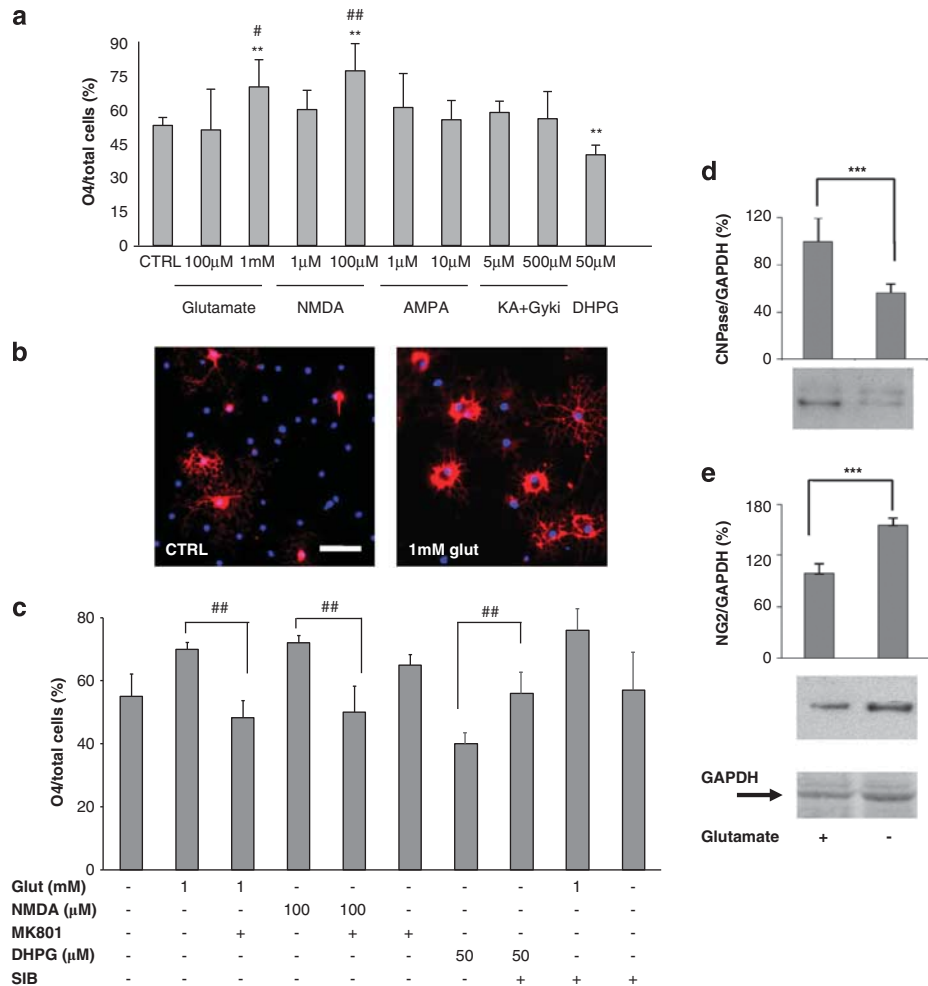 a
# ##
** ** **
90
75
60
45
30
15
0
O4/total cells (%)
CTRL 100μM 1mM 1μM 100μM 1μM 10μM 5μM 500μM 50μM
Glutamate NMDA AMPA KA+Gyki DHPG
b
CTRL
1mM glut
c
## ## ##
80
60
40
20
0
O4/total cells (%)
Glut (mM) - 1 1 - - - - - 1 -
NMDA (μM) - - - 100 100 - - - - -
MK801 - - + - + + - - - -
DHPG (μM) - - - - - - 50 50 - -
SIB - - - - - - - + + +
d
***
120
80
40
0
CNPase/GAPDH (%)
e
***
180
120
60
0
NG2/GAPDH (%)
GAPDH
Glutamate + -